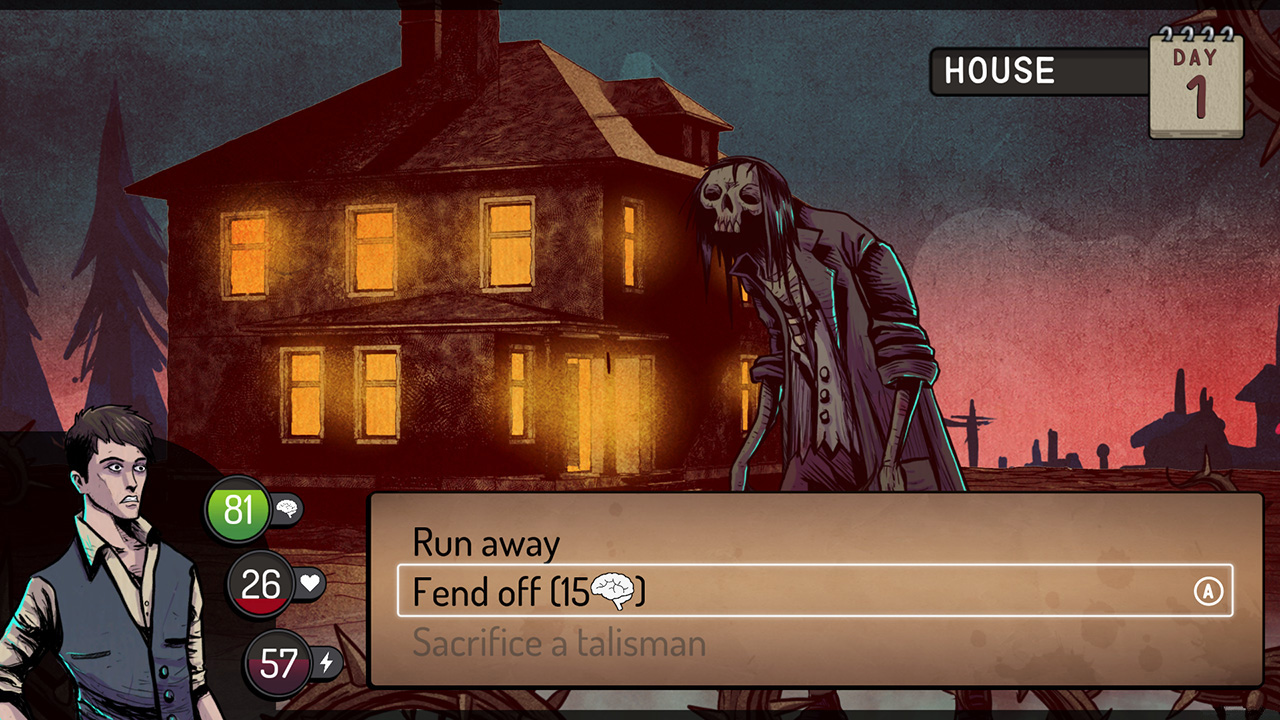 HOUSE
DAY
1
81
26
57
Run away
Fend off (15)
A
Sacrifice a talisman